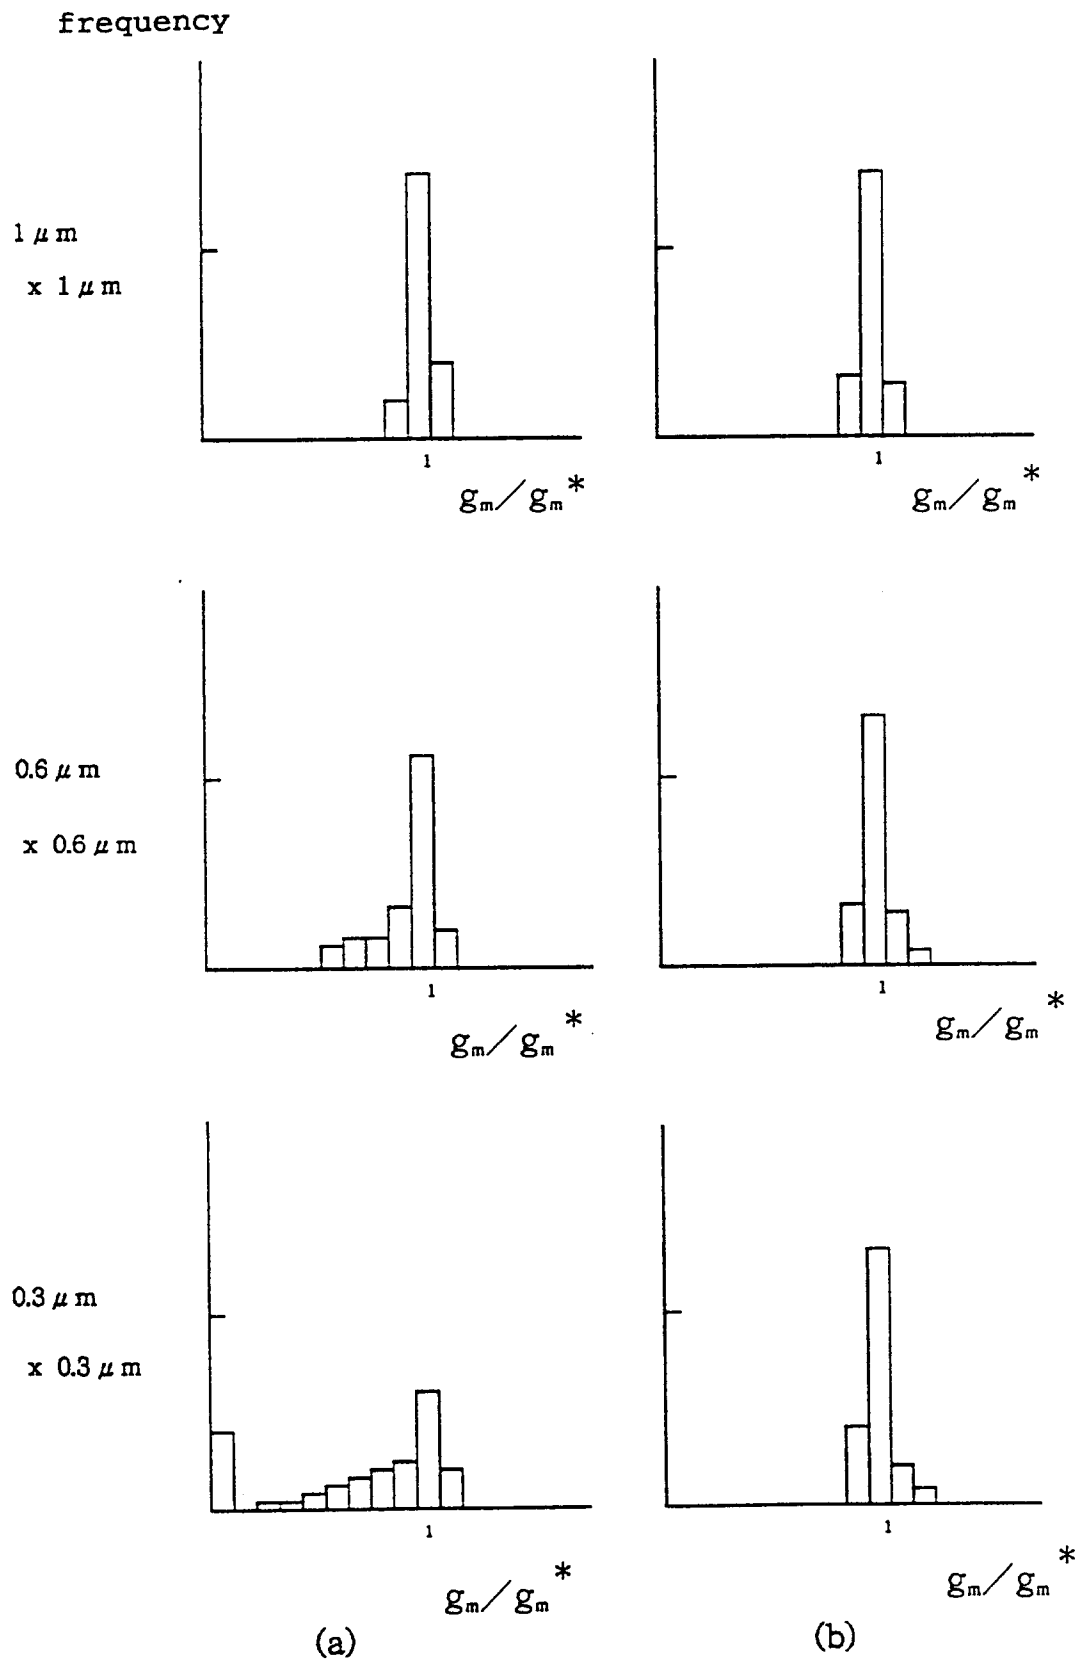 frequency
1 μm
x 1 μm
1
gm/gm*
1
gm/gm*
0.6 μm
x 0.6 μm
1
gm/gm*
1
gm/gm*
0.3 μm
x 0.3 μm
1
gm/gm*
1
gm/gm*
(a)
(b)